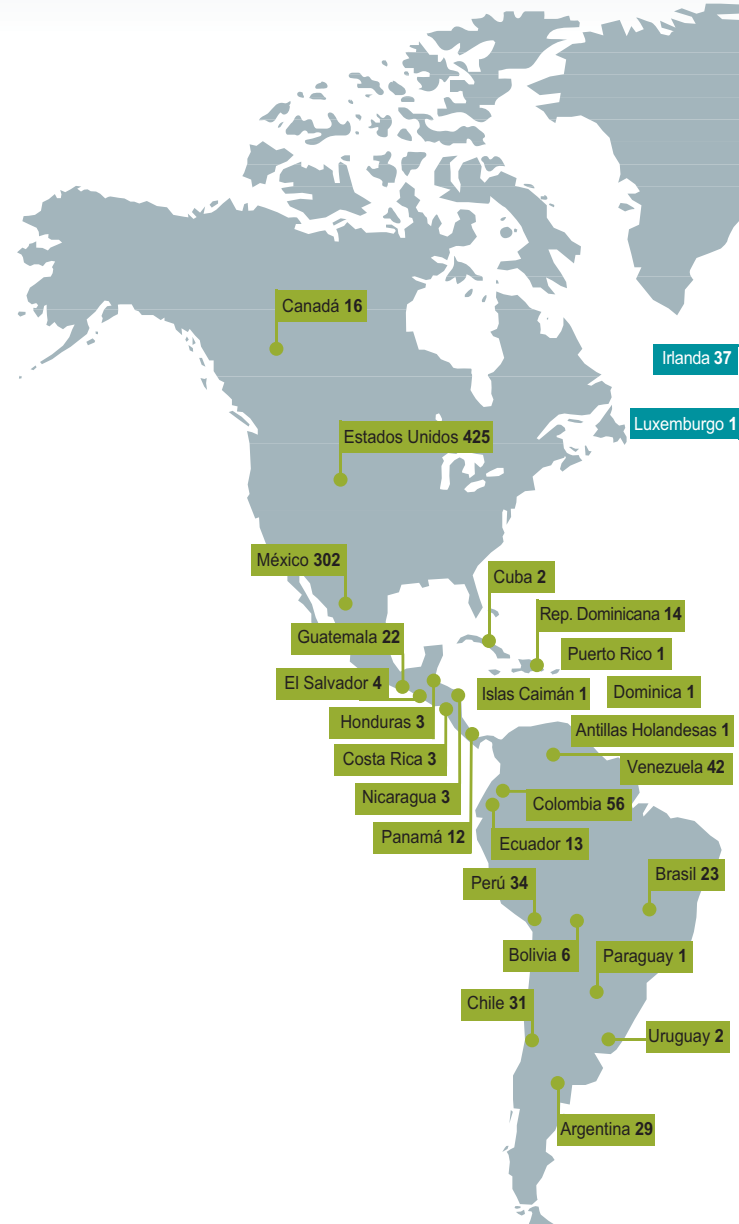 Canadá 16
Irlanda 37
Luxemburgo 1
Estados Unidos 425
México 302
Cuba 2
Rep. Dominicana 14
Guatemala 22
Puerto Rico 1
El Salvador 4
Islas Caimán 1
Dominica 1
Honduras 3
Antillas Holandesas 1
Costa Rica 3
Venezuela 42
Nicaragua 3
Colombia 56
Panamá 12
Ecuador 13
Perú 34
Brasil 23
Bolivia 6
Paraguay 1
Chile 31
Uruguay 2
Argentina 29